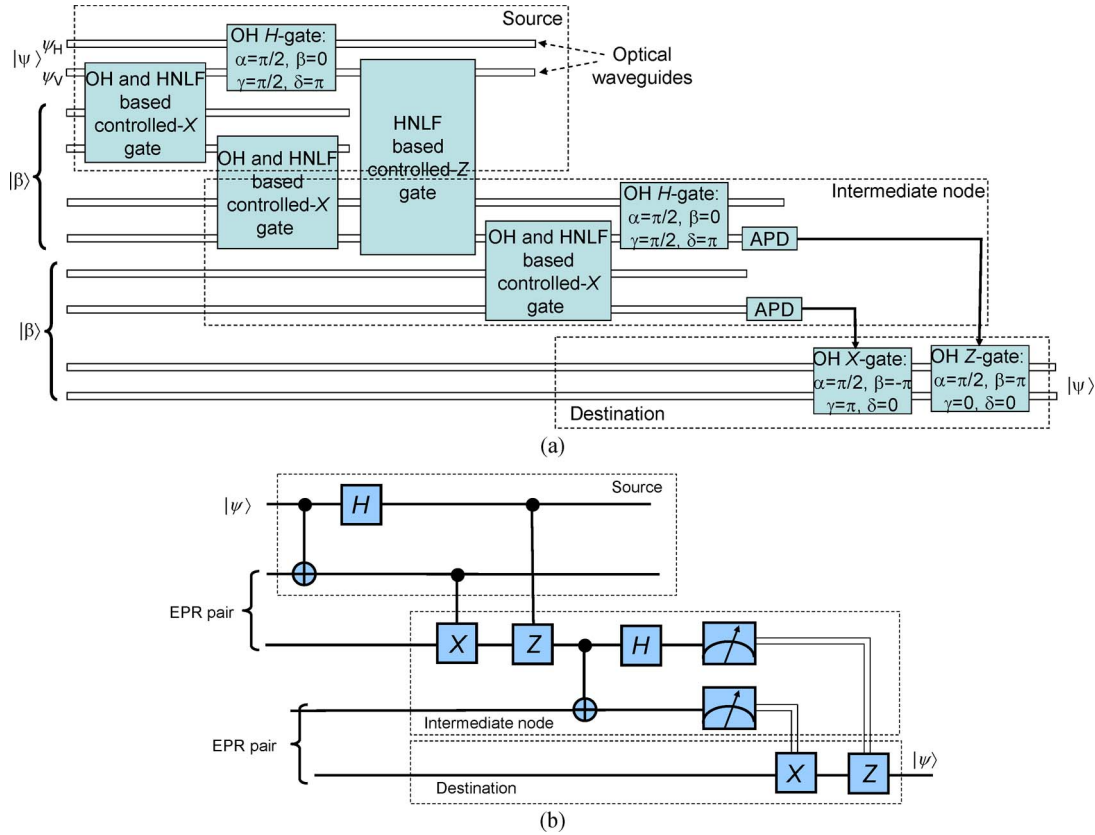 Source
|ψ⟩ ψH
ψV
OH H-gate:
α=π/2, β=0
γ=π/2, δ=π
Optical
waveguides
OH and HNLF
based
controlled-X
gate
HNLF
based
controlled-Z
gate
|β⟩
OH and HNLF
based
controlled-X
gate
Intermediate node
OH H-gate:
α=π/2, β=0
γ=π/2, δ=π
APD
OH and HNLF
based
controlled-X
gate
|β⟩
APD
OH X-gate:
α=π/2, β=-π
γ=π, δ=0
OH Z-gate:
α=π/2, β=π
γ=0, δ=0
|ψ⟩
Destination
(a)
Source
|ψ⟩
H
EPR pair
X
Z
H
Intermediate node
EPR pair
X
Z
|ψ⟩
Destination
(b)